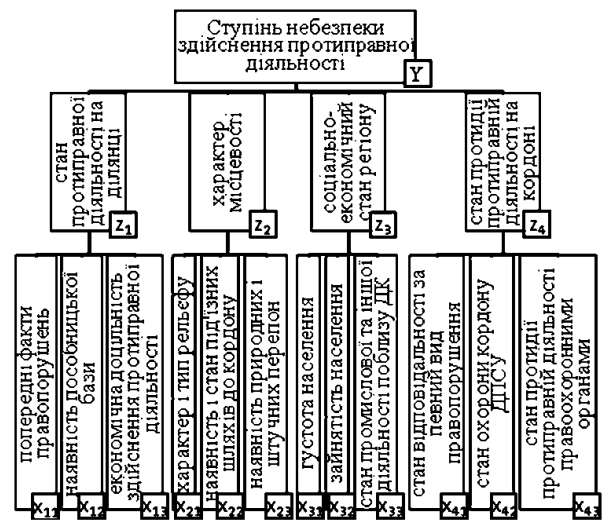 Ступінь небезпеки
здійснення протиправної
діяльності
Y
стан
протиправної
діяльності на
ділянці
Z1
характер
місцевості
Z2
соціально-
економічний
стан регіону
Z3
стан протидії
протиправній
діяльності на
кордоні
Z4
попередні факти
правопорушень
X11
наявність пособницької
бази
X12
економічна доцільність
здійснення протиправної
діяльності
X13
характер і тип рельєфу
X21
наявність і стан під'їзних
шляхів до кордону
X22
наявність природних і
штучних перепон
X23
густота населення
X31
зайнятість населення
X32
стан промислової та іншої
діяльності поблизу ДК
X33
стан відповідальності за
певний вид
правопорушення
X41
стан охорони кордону
ДПСУ
X42
стан протидії
протиправній діяльності
правоохоронними
органами
X43